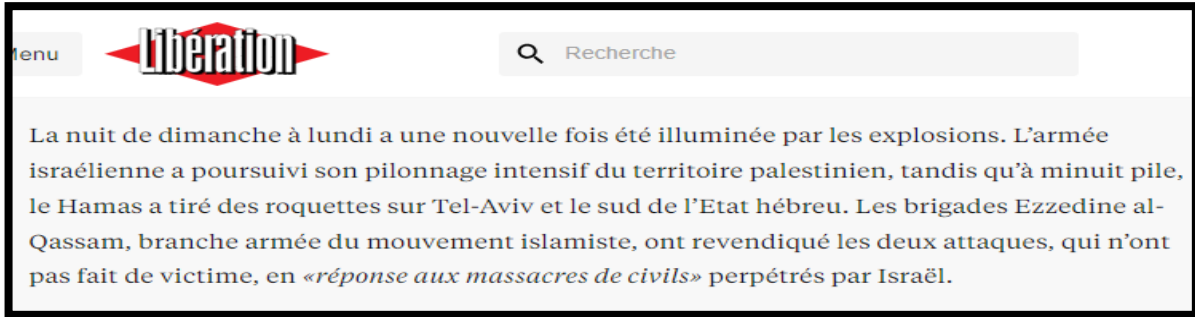 Menu Libération Recherche
La nuit de dimanche à lundi a une nouvelle fois été illuminée par les explosions. L’armée
israélienne a poursuivi son pilonnage intensif du territoire palestinien, tandis qu’à minuit pile,
le Hamas a tiré des roquettes sur Tel-Aviv et le sud de l’Etat hébreu. Les brigades Ezzedine al-
Qassam, branche armée du mouvement islamiste, ont revendiqué les deux attaques, qui n’ont
pas fait de victime, en «réponse aux massacres de civils» perpétrés par Israël.